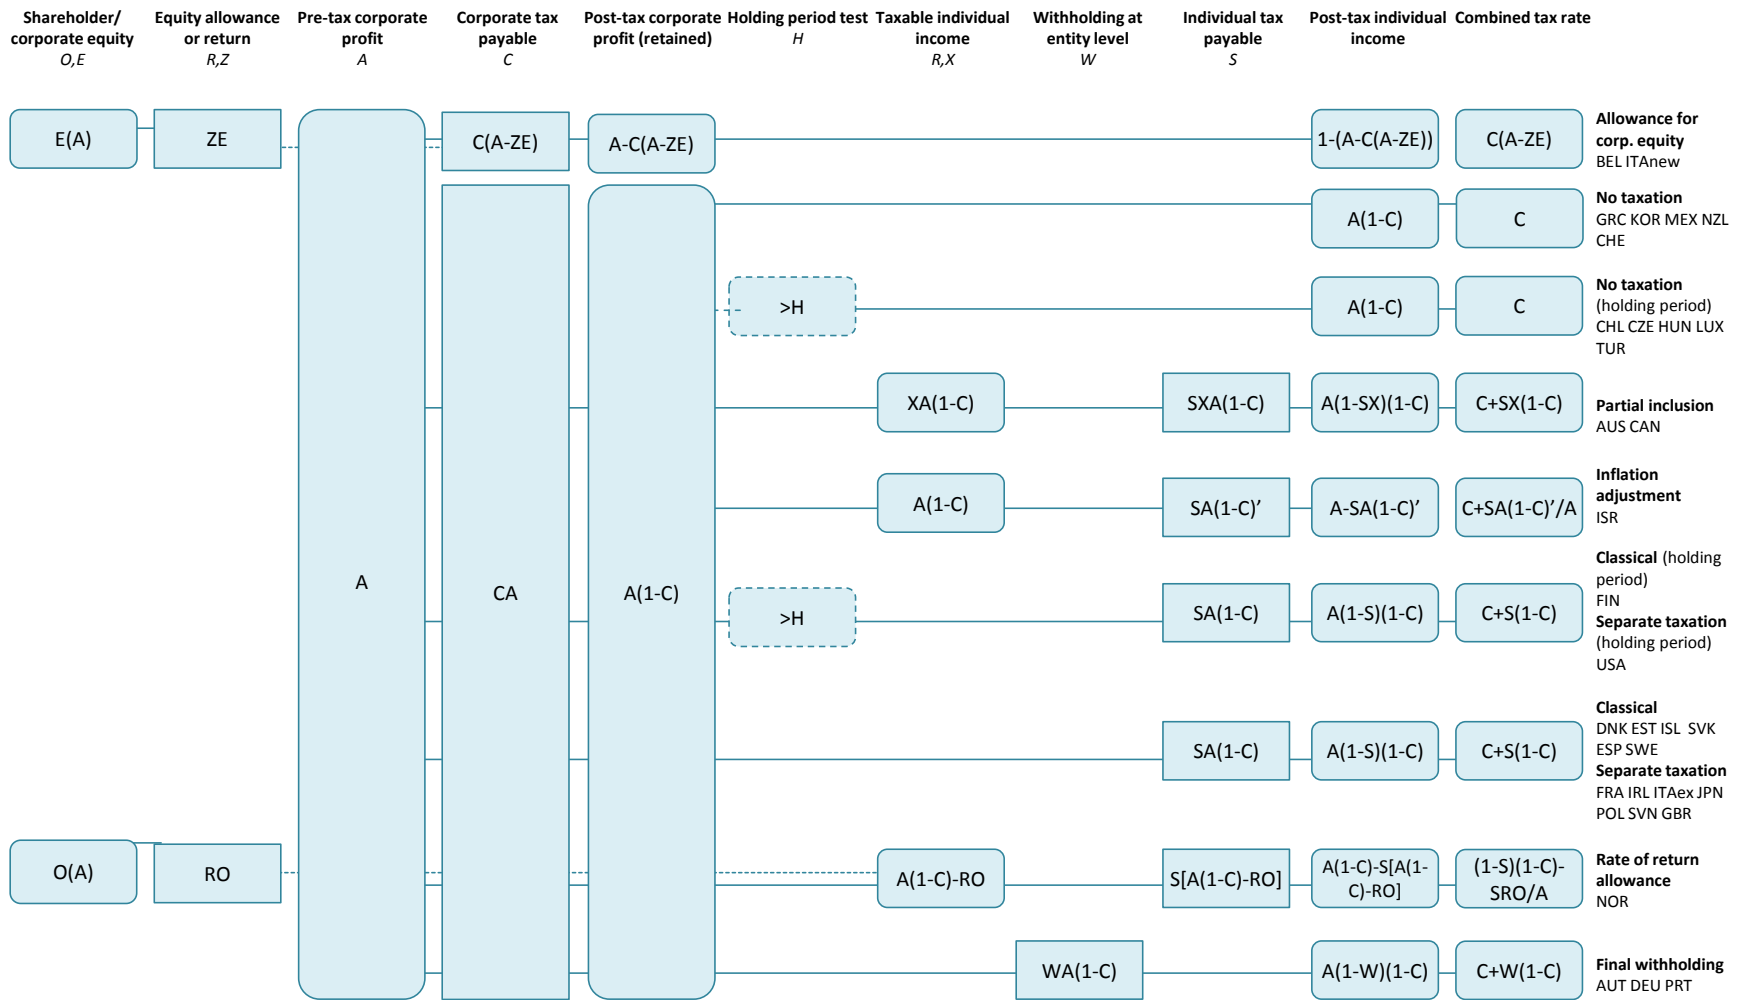 Shareholder/
corporate equity
O,E
Equity allowance
or return
R,Z
Pre-tax corporate
profit
A
Corporate tax
payable
C
Post-tax corporate
profit (retained)
Holding period test
H
Taxable individual
income
R,X
Withholding at
entity level
W
Individual tax
payable
S
Post-tax individual
income
Combined tax rate
E(A)
ZE
C(A-ZE)
A-C(A-ZE)
1-(A-C(A-ZE))
C(A-ZE)
Allowance for
corp. equity
BEL ITAnew
A(1-C)
C
No taxation
GRC KOR MEX NZL
CHE
>H
A(1-C)
C
No taxation
(holding period)
CHL CZE HUN LUX
TUR
XA(1-C)
SXA(1-C)
A(1-SX)(1-C)
C+SX(1-C)
Partial inclusion
AUS CAN
A(1-C)
SA(1-C)’
A-SA(1-C)’
C+SA(1-C)’/A
Inflation
adjustment
ISR
A
CA
A(1-C)
>H
SA(1-C)
A(1-S)(1-C)
C+S(1-C)
Classical (holding
period)
FIN
Separate taxation
(holding period)
USA
SA(1-C)
A(1-S)(1-C)
C+S(1-C)
Classical
DNK EST ISL SVK
ESP SWE
Separate taxation
FRA IRL ITAex JPN
POL SVN GBR
O(A)
RO
A(1-C)-RO
S[A(1-C)-RO]
A(1-C)-S[A(1-
C)-RO]
(1-S)(1-C)-
SRO/A
Rate of return
allowance
NOR
WA(1-C)
A(1-W)(1-C)
C+W(1-C)
Final withholding
AUT DEU PRT